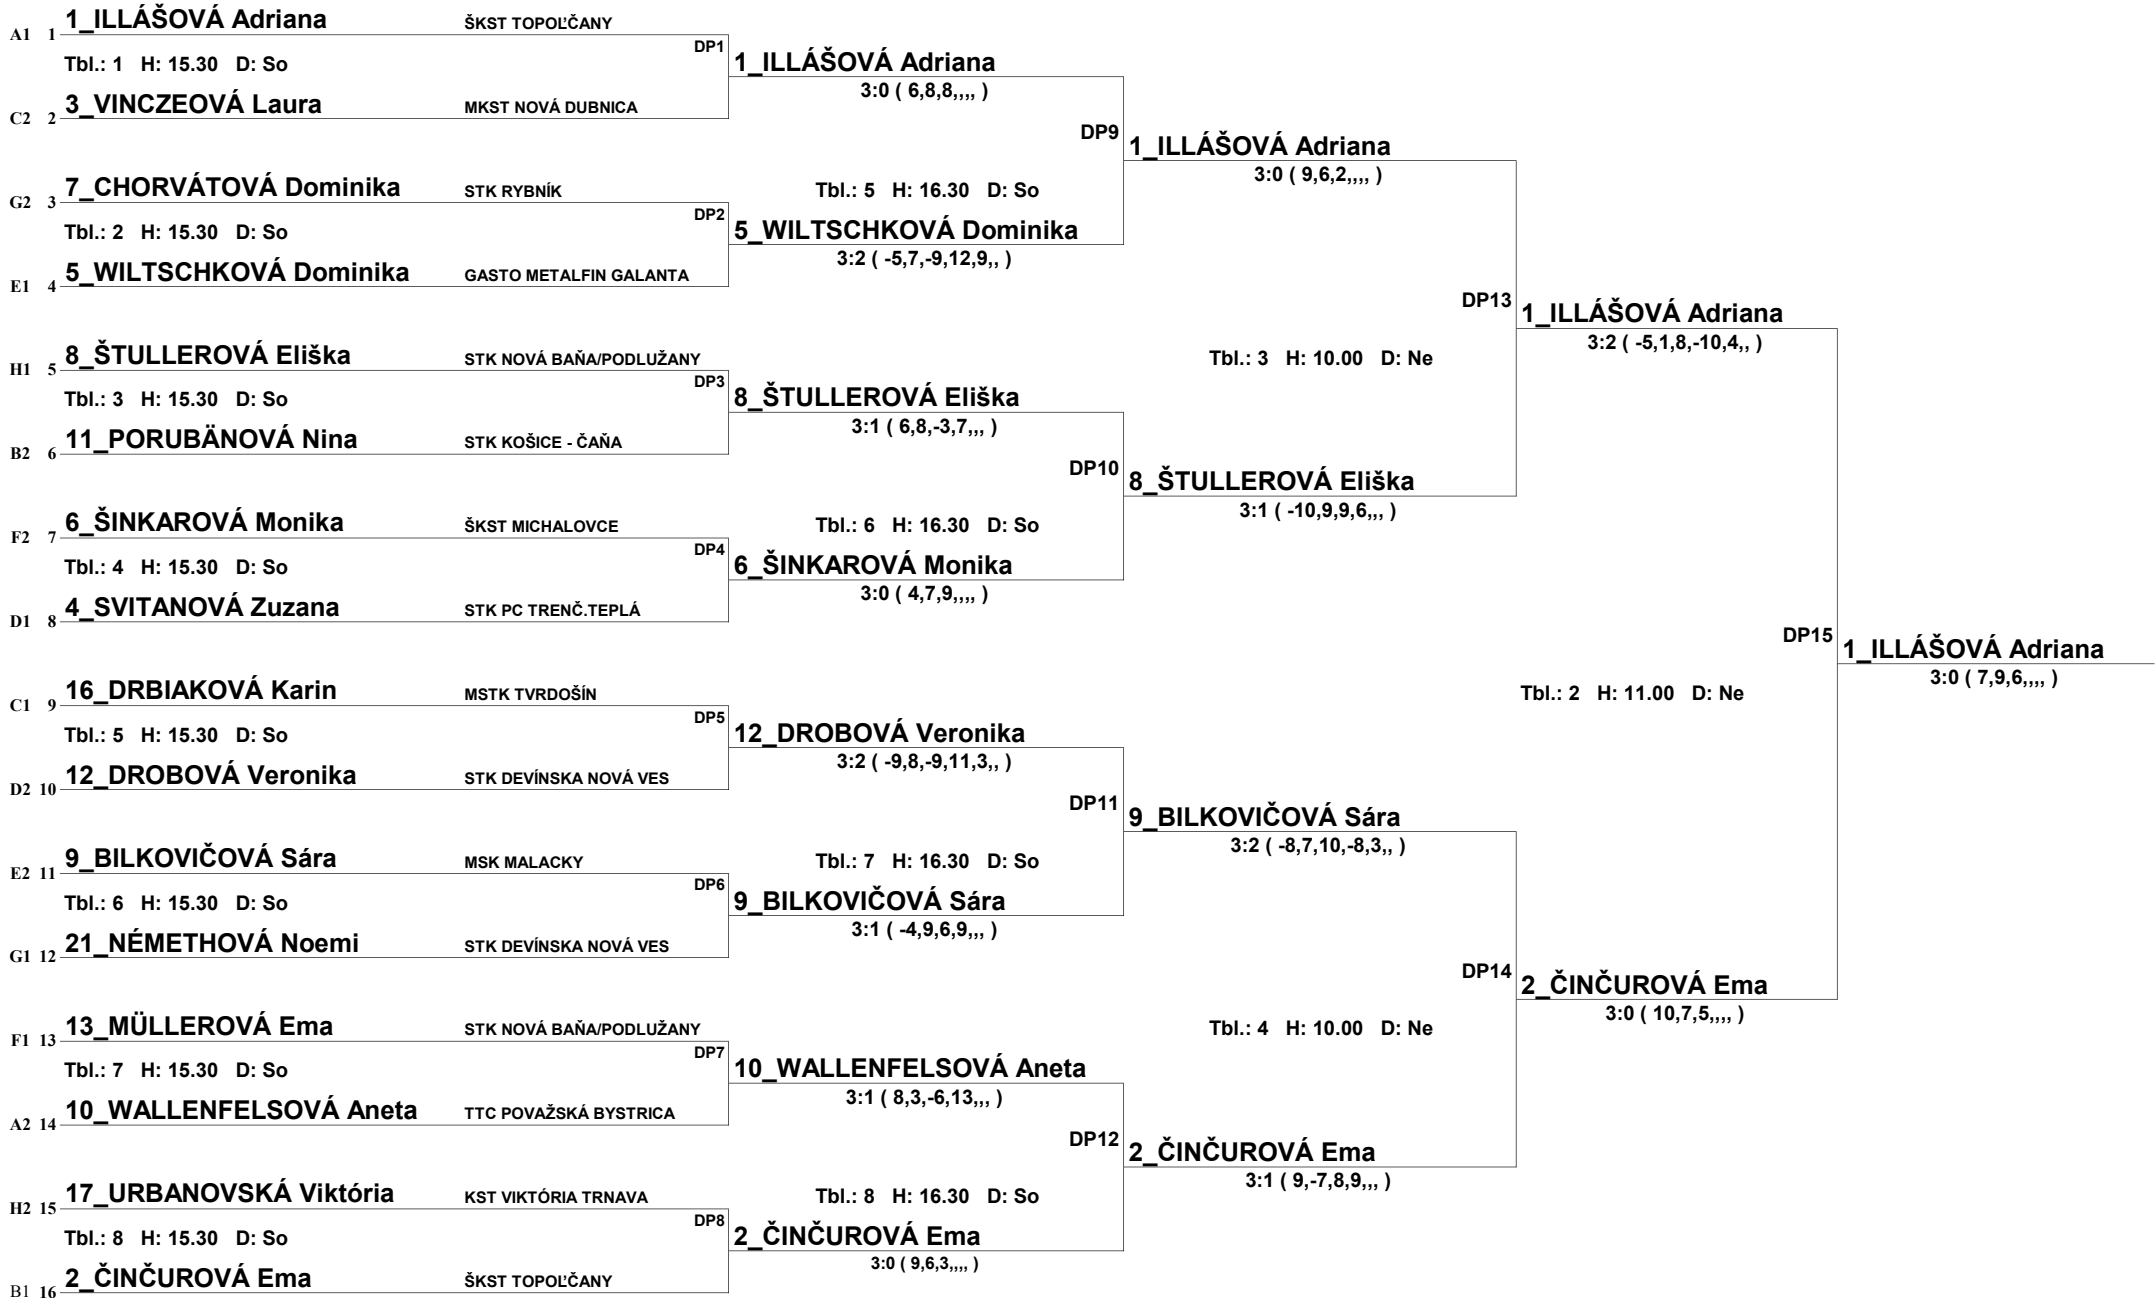 A1 1 1_ILLÁŠOVÁ Adriana ŠKST TOPOĽČANY
DP1
Tbl.: 1 H: 15.30 D: So
1_ILLÁŠOVÁ Adriana
3:0 ( 6,8,8,,,, )
C2 2 3_VINCZEOVÁ Laura MKST NOVÁ DUBNICA
DP9
1_ILLÁŠOVÁ Adriana
3:0 ( 9,6,2,,,, )
G2 3 7_CHORVÁTOVÁ Dominika STK RYBNÍK
Tbl.: 5 H: 16.30 D: So
DP2
Tbl.: 2 H: 15.30 D: So
5_WILTSCHKOVÁ Dominika
3:2 ( -5,7,-9,12,9,, )
E1 4 5_WILTSCHKOVÁ Dominika GASTO METALFIN GALANTA
DP13
1_ILLÁŠOVÁ Adriana
3:2 ( -5,1,8,-10,4,, )
H1 5 8_ŠTULLEROVÁ Eliška STK NOVÁ BAŇA/PODLUŽANY
Tbl.: 3 H: 10.00 D: Ne
DP3
Tbl.: 3 H: 15.30 D: So
8_ŠTULLEROVÁ Eliška
3:1 ( 6,8,-3,7,,, )
B2 6 11_PORUBÄNOVÁ Nina STK KOŠICE - ČAŇA
DP10
8_ŠTULLEROVÁ Eliška
3:1 ( -10,9,9,6,,, )
F2 7 6_ŠINKAROVÁ Monika ŠKST MICHALOVCE
Tbl.: 6 H: 16.30 D: So
DP4
Tbl.: 4 H: 15.30 D: So
6_ŠINKAROVÁ Monika
3:0 ( 4,7,9,,,, )
D1 8 4_SVITANOVÁ Zuzana STK PC TRENČ.TEPLÁ
DP15
1_ILLÁŠOVÁ Adriana
3:0 ( 7,9,6,,,, )
C1 9 16_DRBIAKOVÁ Karin MSTK TVRDOŠÍN
Tbl.: 2 H: 11.00 D: Ne
DP5
Tbl.: 5 H: 15.30 D: So
12_DROBOVÁ Veronika
3:2 ( -9,8,-9,11,3,, )
D2 10 12_DROBOVÁ Veronika STK DEVÍNSKA NOVÁ VES
DP11
9_BILKOVIČOVÁ Sára
3:2 ( -8,7,10,-8,3,, )
E2 11 9_BILKOVIČOVÁ Sára MSK MALACKY
Tbl.: 7 H: 16.30 D: So
DP6
Tbl.: 6 H: 15.30 D: So
9_BILKOVIČOVÁ Sára
3:1 ( -4,9,6,9,,, )
G1 12 21_NÉMETHOVÁ Noemi STK DEVÍNSKA NOVÁ VES
DP14
2_ČINČUROVÁ Ema
3:0 ( 10,7,5,,,, )
F1 13 13_MÜLLEROVÁ Ema STK NOVÁ BAŇA/PODLUŽANY
Tbl.: 4 H: 10.00 D: Ne
DP7
Tbl.: 7 H: 15.30 D: So
10_WALLENFELSOVÁ Aneta
3:1 ( 8,3,-6,13,,, )
A2 14 10_WALLENFELSOVÁ Aneta TTC POVAŽSKÁ BYSTRICA
DP12
2_ČINČUROVÁ Ema
3:1 ( 9,-7,8,9,,, )
H2 15 17_URBANOVSKÁ Viktória KST VIKTÓRIA TRNAVA
Tbl.: 8 H: 16.30 D: So
DP8
Tbl.: 8 H: 15.30 D: So
2_ČINČUROVÁ Ema
3:0 ( 9,6,3,,,, )
B1 16 2_ČINČUROVÁ Ema ŠKST TOPOĽČANY